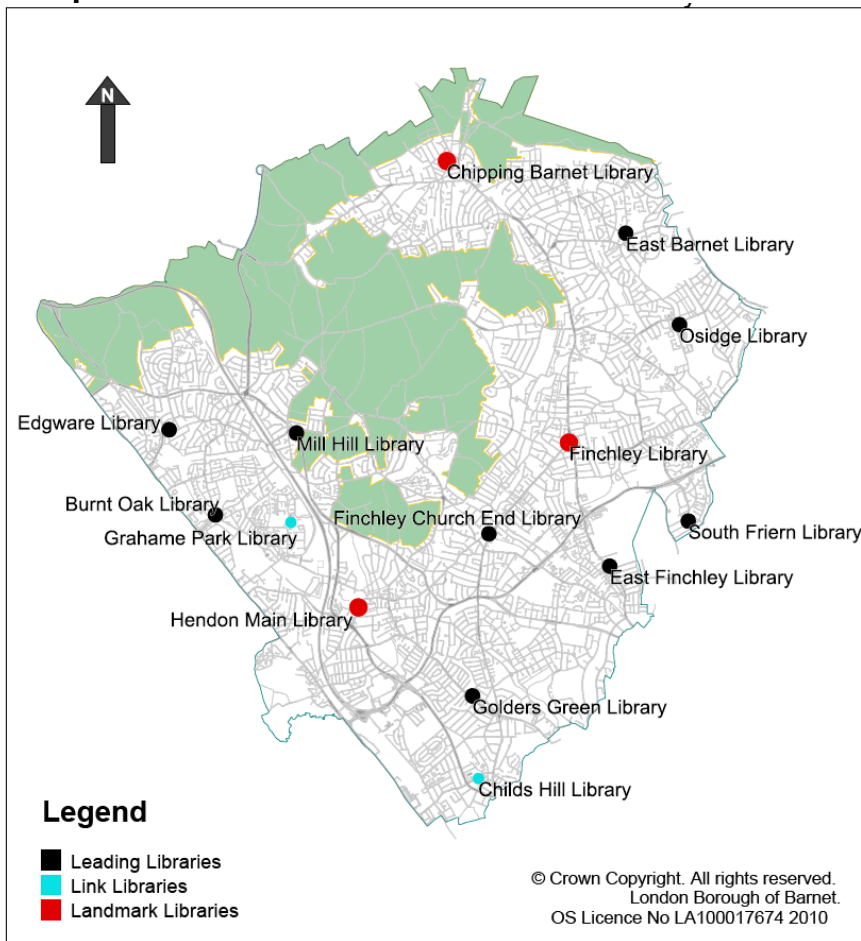 N
Chipping Barnet Library
East Barnet Library
Osidge Library
Edgware Library
Mill Hill Library
Finchley Library
Burnt Oak Library
Finchley Church End Library
South Friern Library
Grahame Park Library
East Finchley Library
Hendon Main Library
Golders Green Library
Childs Hill Library
Legend
Leading Libraries
Link Libraries
Landmark Libraries
© Crown Copyright. All rights reserved.
London Borough of Barnet.
OS Licence No LA100017674 2010